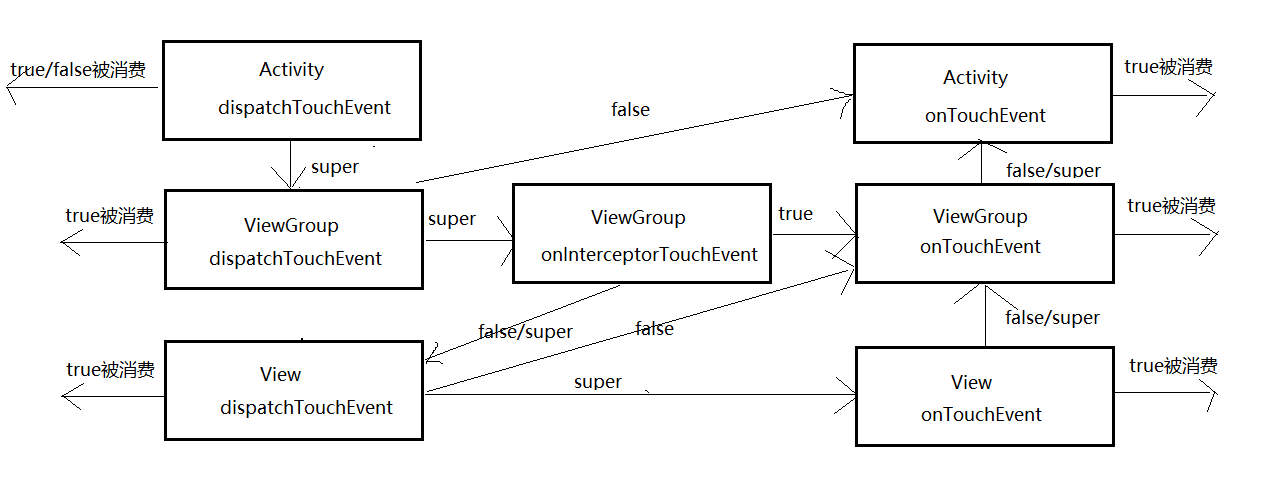 true/false被消费
Activity
dispatchTouchEvent
Activity
onTouchEvent
true被消费
false
super
false/super
true被消费
ViewGroup
dispatchTouchEvent
super
ViewGroup
onInterceptorTouchEvent
true
ViewGroup
onTouchEvent
true被消费
false/super
false
false/super
true被消费
View
dispatchTouchEvent
super
View
onTouchEvent
true被消费